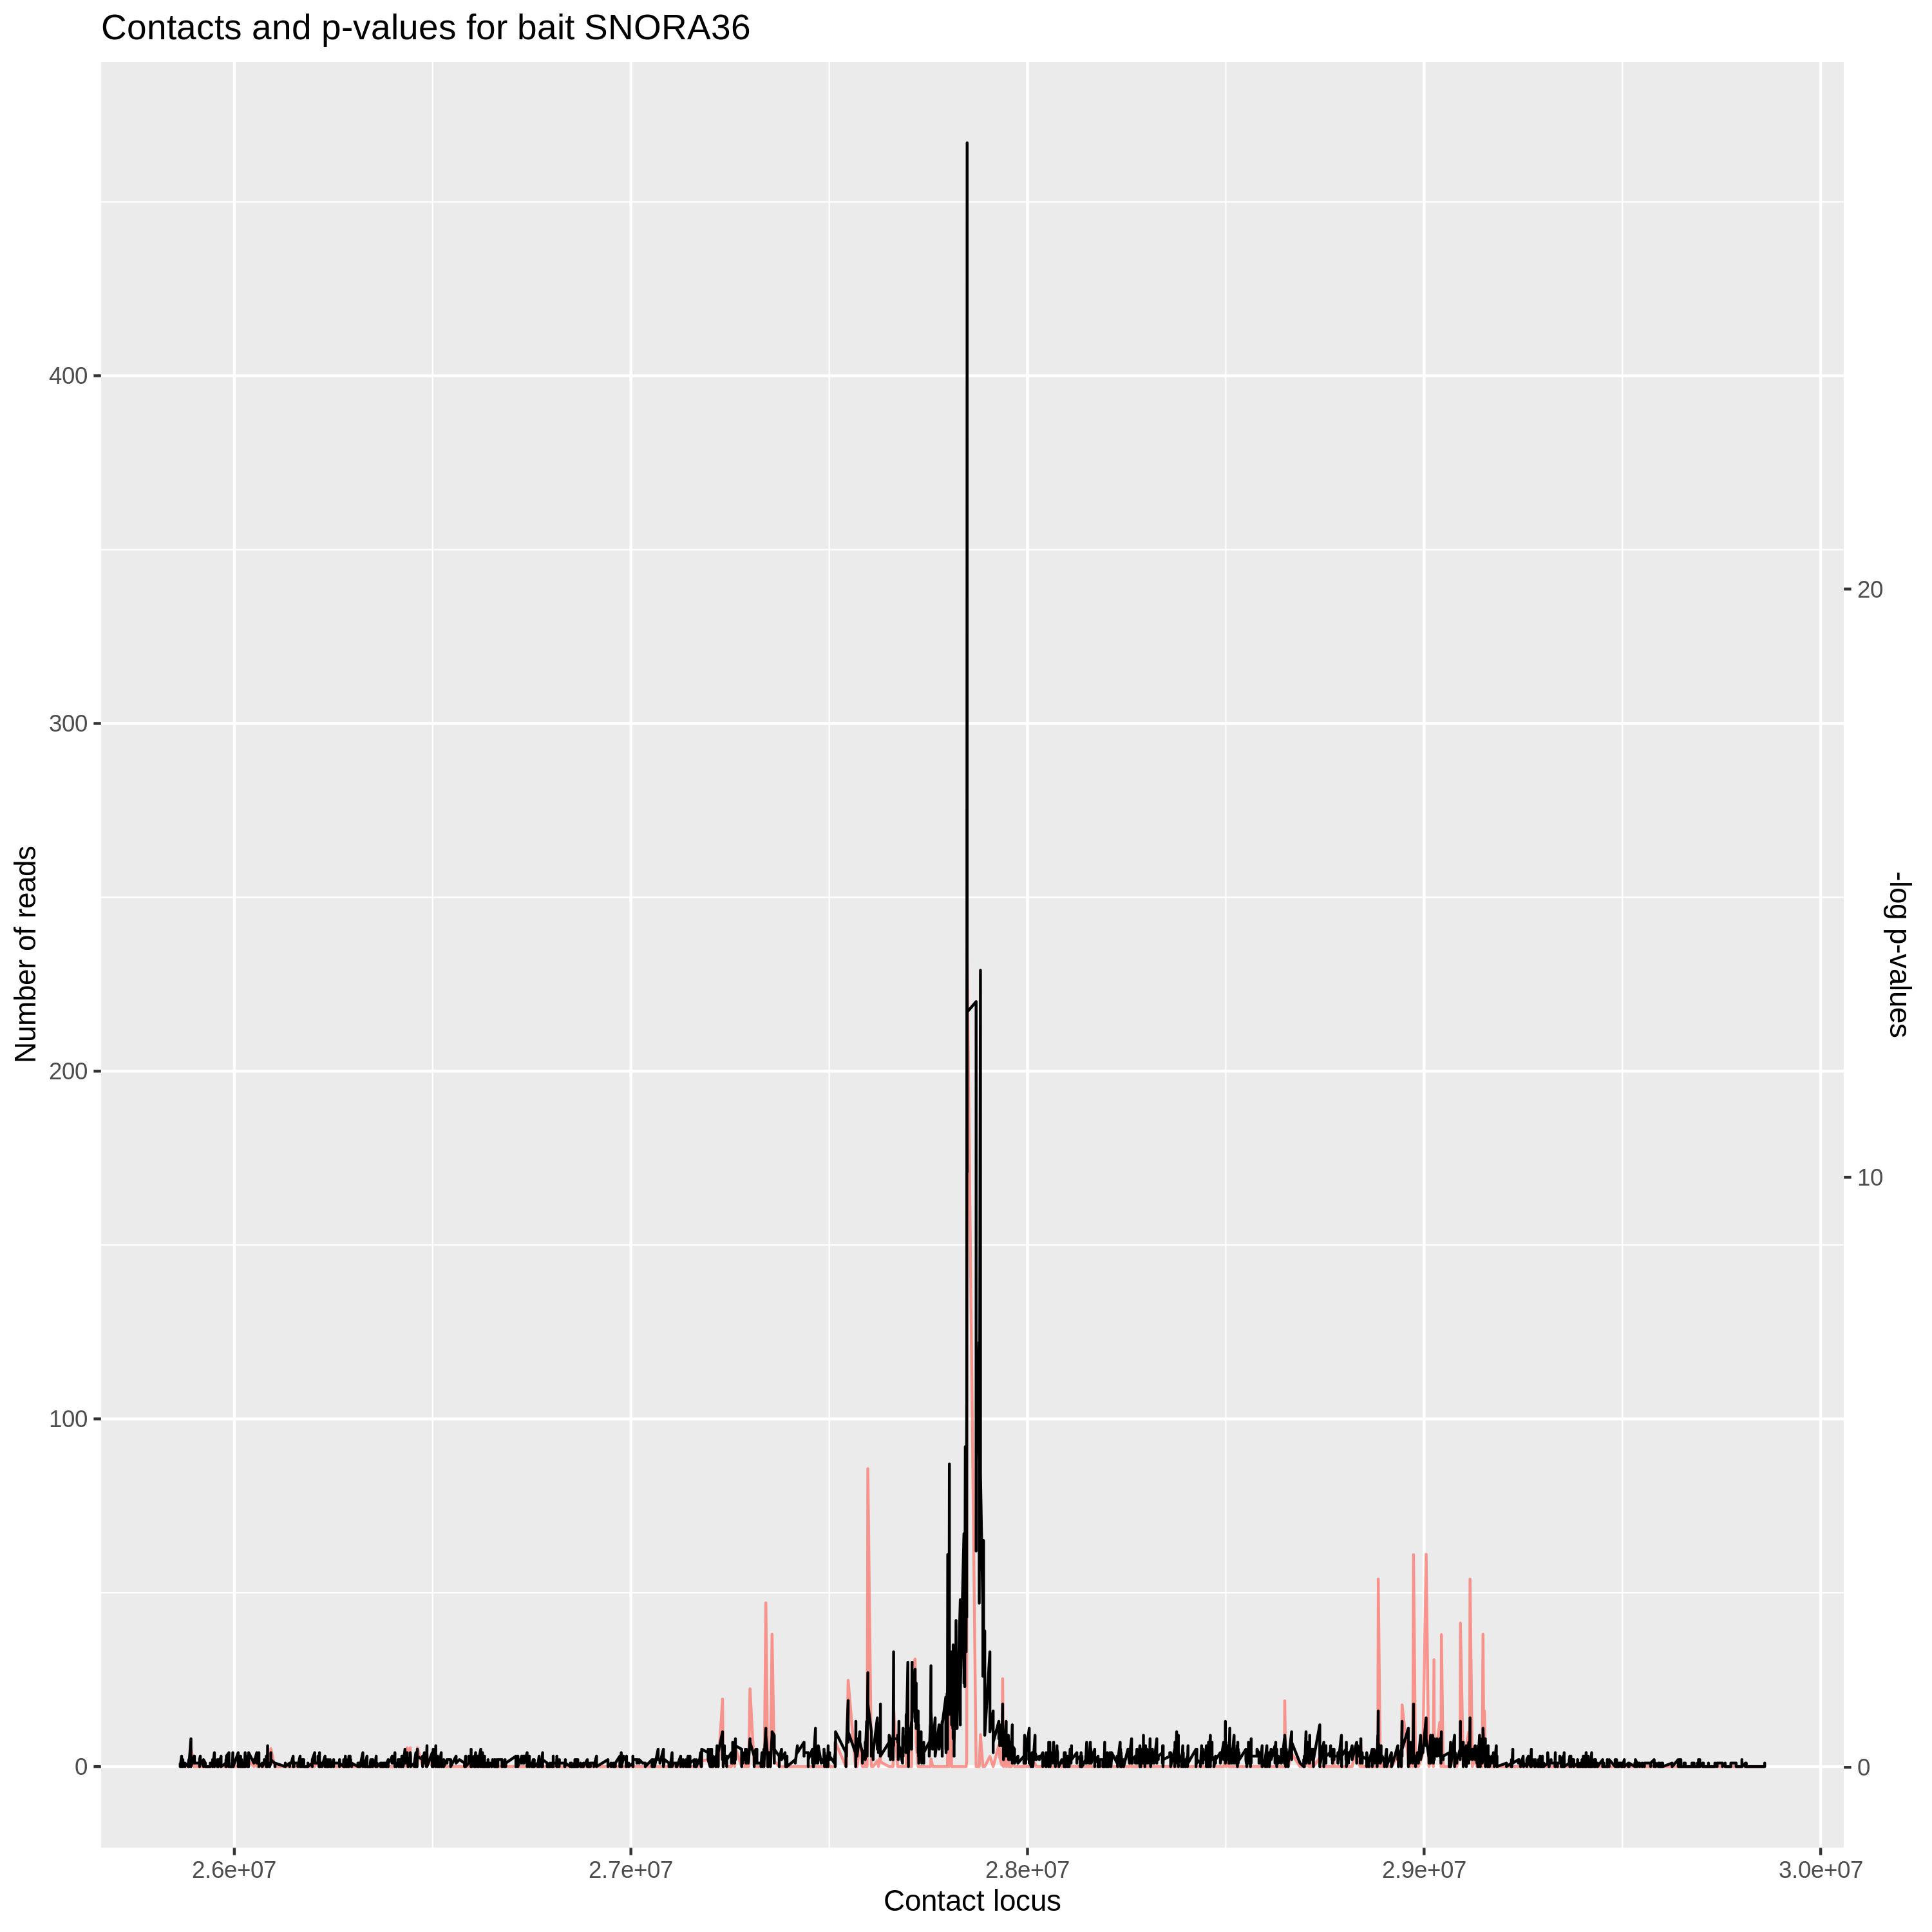 Contacts and p-values for bait SNORA36
400
300
200
100
0
Number of reads
20
10
0
-log p-values
2.6e+07
2.7e+07
2.8e+07
2.9e+07
3.0e+07
Contact locus